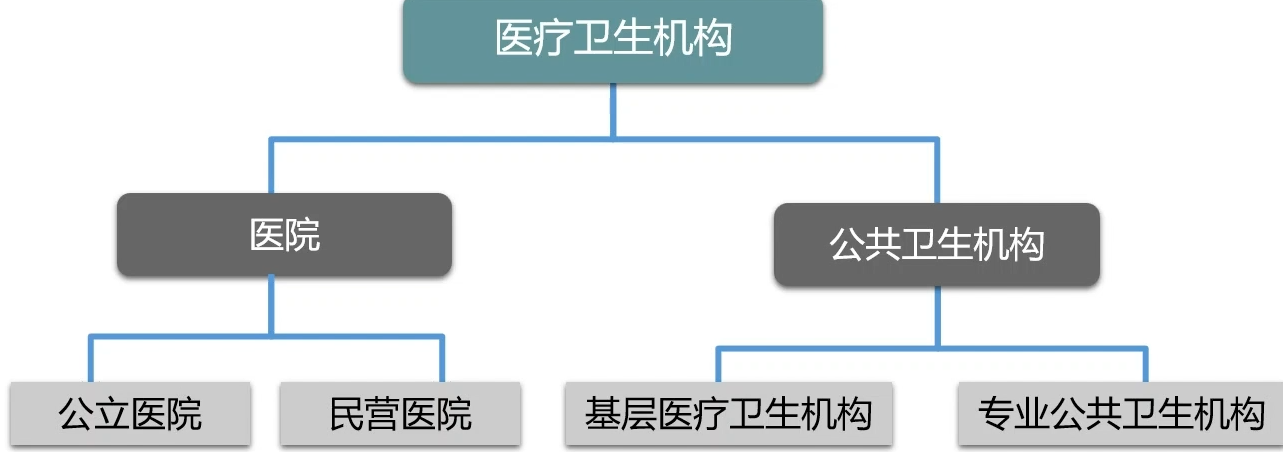 医疗卫生机构
医院
公共卫生机构
公立医院
民营医院
基层医疗卫生机构
专业公共卫生机构